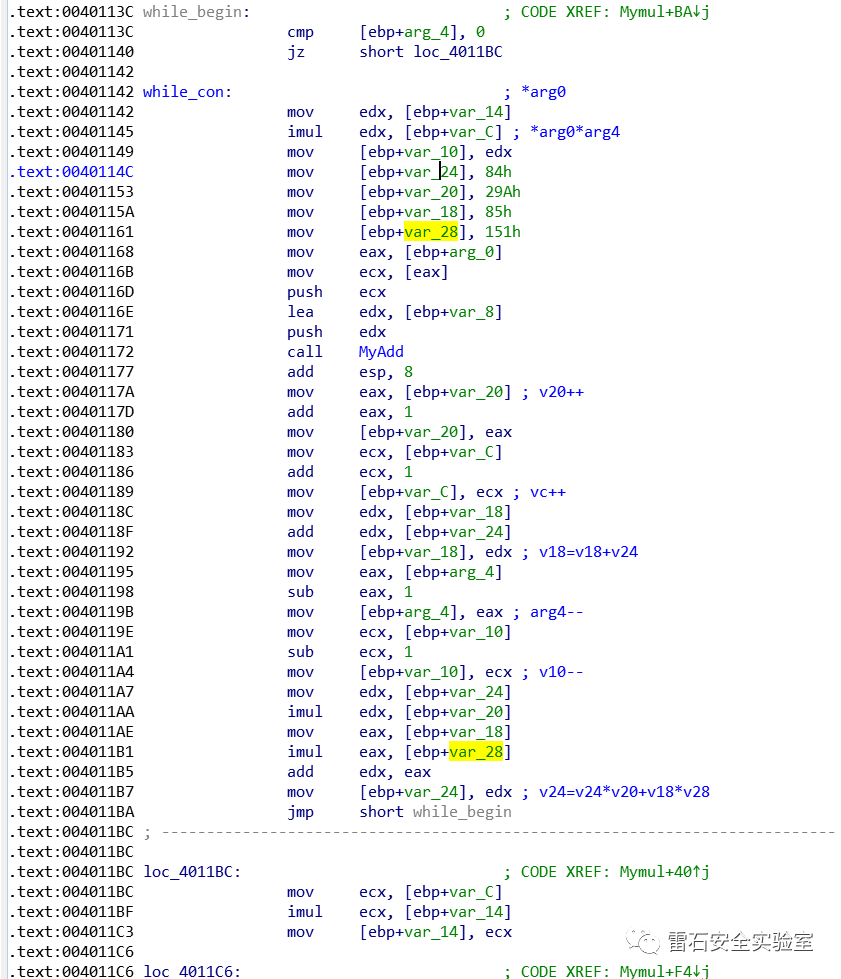 .text:0040113C while_begin: ; CODE XREF: Mymul+BA↓j
.text:0040113C cmp [ebp+arg_4], 0
.text:00401140 jz short loc_4011BC
.text:00401142
.text:00401142 while_con: ; *arg0
.text:00401142 mov edx, [ebp+var_14]
.text:00401145 imul edx, [ebp+var_C] ; *arg0*arg4
.text:00401149 mov [ebp+var_10], edx
.text:0040114C mov [ebp+var_24], 84h
.text:00401153 mov [ebp+var_20], 29Ah
.text:0040115A mov [ebp+var_18], 85h
.text:00401161 mov [ebp+var_28], 151h
.text:00401168 mov eax, [ebp+arg_0]
.text:0040116B mov ecx, [eax]
.text:0040116D push ecx
.text:0040116E lea edx, [ebp+var_8]
.text:00401171 push edx
.text:00401172 call MyAdd
.text:00401177 add esp, 8
.text:0040117A mov eax, [ebp+var_20] ; v20++
.text:0040117D add eax, 1
.text:00401180 mov [ebp+var_20], eax
.text:00401183 mov ecx, [ebp+var_C]
.text:00401186 add ecx, 1
.text:00401189 mov [ebp+var_C], ecx ; vc++
.text:0040118C mov edx, [ebp+var_18]
.text:0040118F add edx, [ebp+var_24]
.text:00401192 mov [ebp+var_18], edx ; v18=v18+v24
.text:00401195 mov eax, [ebp+arg_4]
.text:00401198 sub eax, 1
.text:0040119B mov [ebp+arg_4], eax ; arg4--
.text:0040119E mov ecx, [ebp+var_10]
.text:004011A1 sub ecx, 1
.text:004011A4 mov [ebp+var_10], ecx ; v10--
.text:004011A7 mov edx, [ebp+var_24]
.text:004011AA imul edx, [ebp+var_20]
.text:004011AE mov eax, [ebp+var_18]
.text:004011B1 imul eax, [ebp+var_28]
.text:004011B5 add edx, eax
.text:004011B7 mov [ebp+var_24], edx ; v24=v24*v20+v18*v28
.text:004011BA jmp short while_begin
.text:004011BC ; ---------------------------------------------------------------------------
.text:004011BC
.text:004011BC loc_4011BC: ; CODE XREF: Mymul+40↑j
.text:004011BC mov ecx, [ebp+var_C]
.text:004011BF imul ecx, [ebp+var_14]
.text:004011C3 mov [ebp+var_14], ecx
.text:004011C6
.text:004011C6 loc_4011C6: ; CODE XREF: Mymul+F4↓j
雷石安全实验室